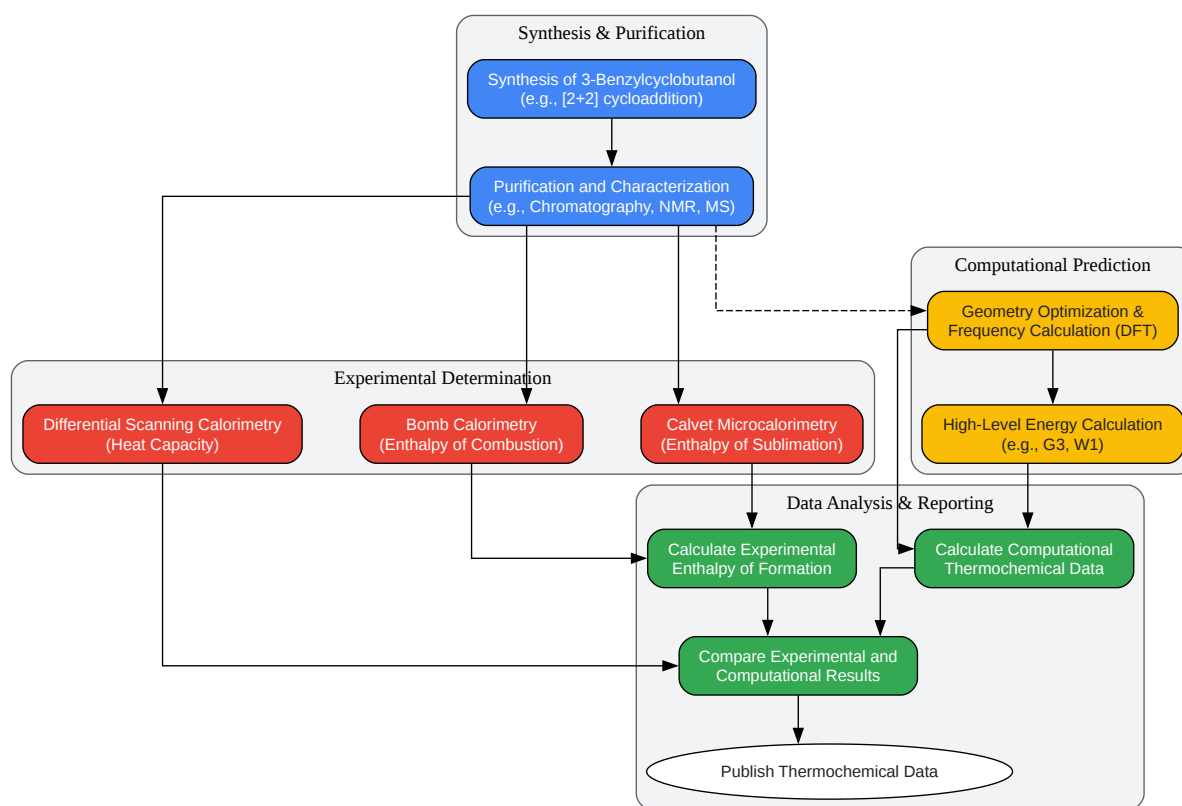 Synthesis & Purification
Synthesis of 3-Benzylcyclobutanol
(e.g., [2+2] cycloaddition)
Purification and Characterization
(e.g., Chromatography, NMR, MS)
Computational Prediction
Geometry Optimization &
Frequency Calculation (DFT)
Experimental Determination
Differential Scanning Calorimetry
(Heat Capacity)
Bomb Calorimetry
(Enthalpy of Combustion)
Calvet Microcalorimetry
(Enthalpy of Sublimation)
High-Level Energy Calculation
(e.g., G3, W1)
Data Analysis & Reporting
Calculate Experimental
Enthalpy of Formation
Calculate Computational
Thermochemical Data
Compare Experimental and
Computational Results
Publish Thermochemical Data